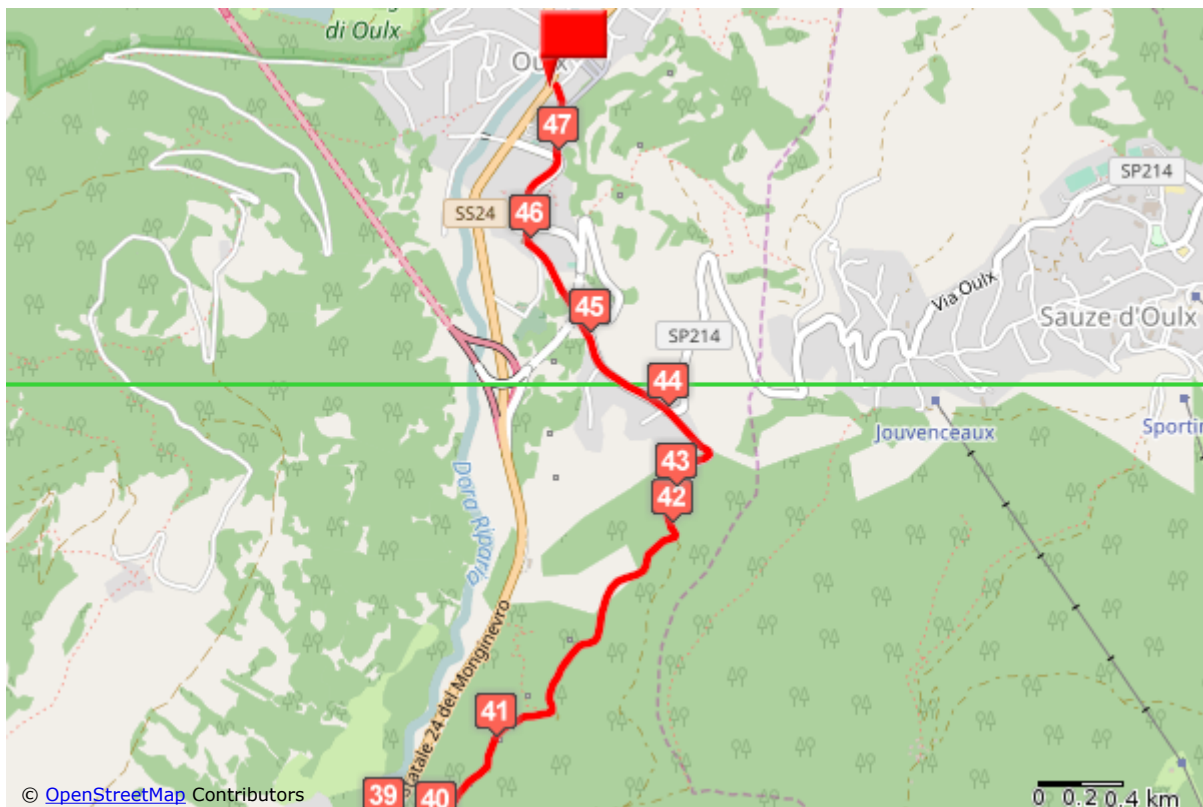 di Oulx
Oulx
47
SP214
SS24
46
Via Oulx
45
Sauze d'Oulx
SP214
44
Jouvenceaux
Sportin
43
42
Dora Riparia
Statale 24 del Monginevro
41
39
40
© OpenStreetMap Contributors
0 0.2 0.4 km